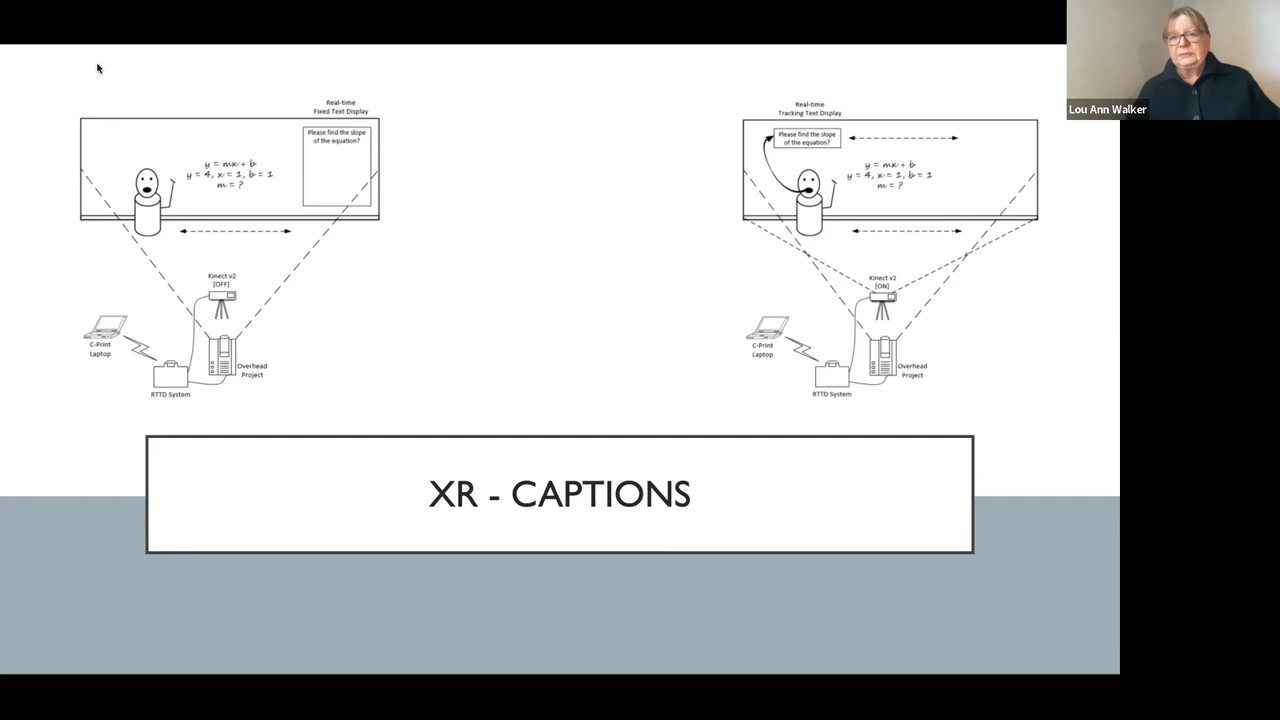 Real-time
Fixed Text Display
Please find the slope
of the equation?
y = mx + b
y = 4, x = 1, b = 1
m = ?
Kinect v2
[OFF]
C-Print
Laptop
RTTD System
Overhead
Project
Real-time
Tracking Text Display
Please find the slope
of the equation?
y = mx + b
y = 4, x = 1, b = 1
m = ?
Kinect v2
[ON]
C-Print
Laptop
RTTD System
Overhead
Project
Lou Ann Walker
XR - CAPTIONS